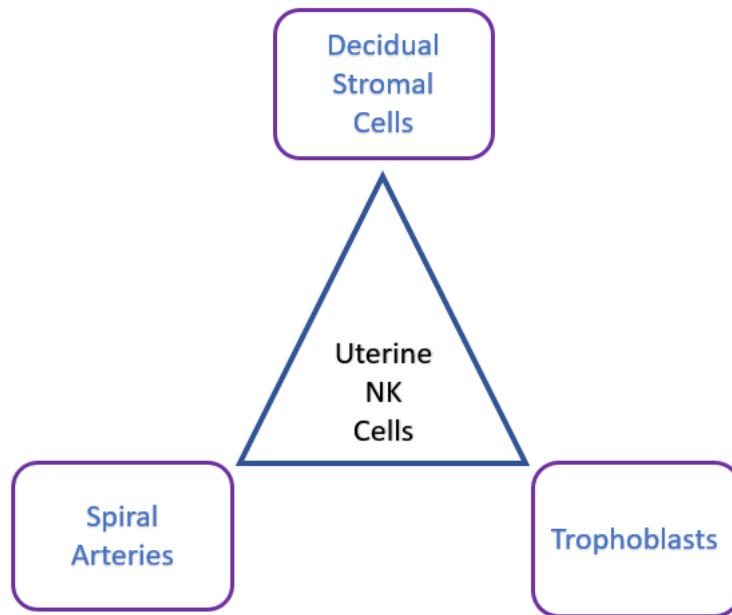 Decidual
Stromal
Cells
Uterine
NK
Cells
Spiral
Arteries
Trophoblasts